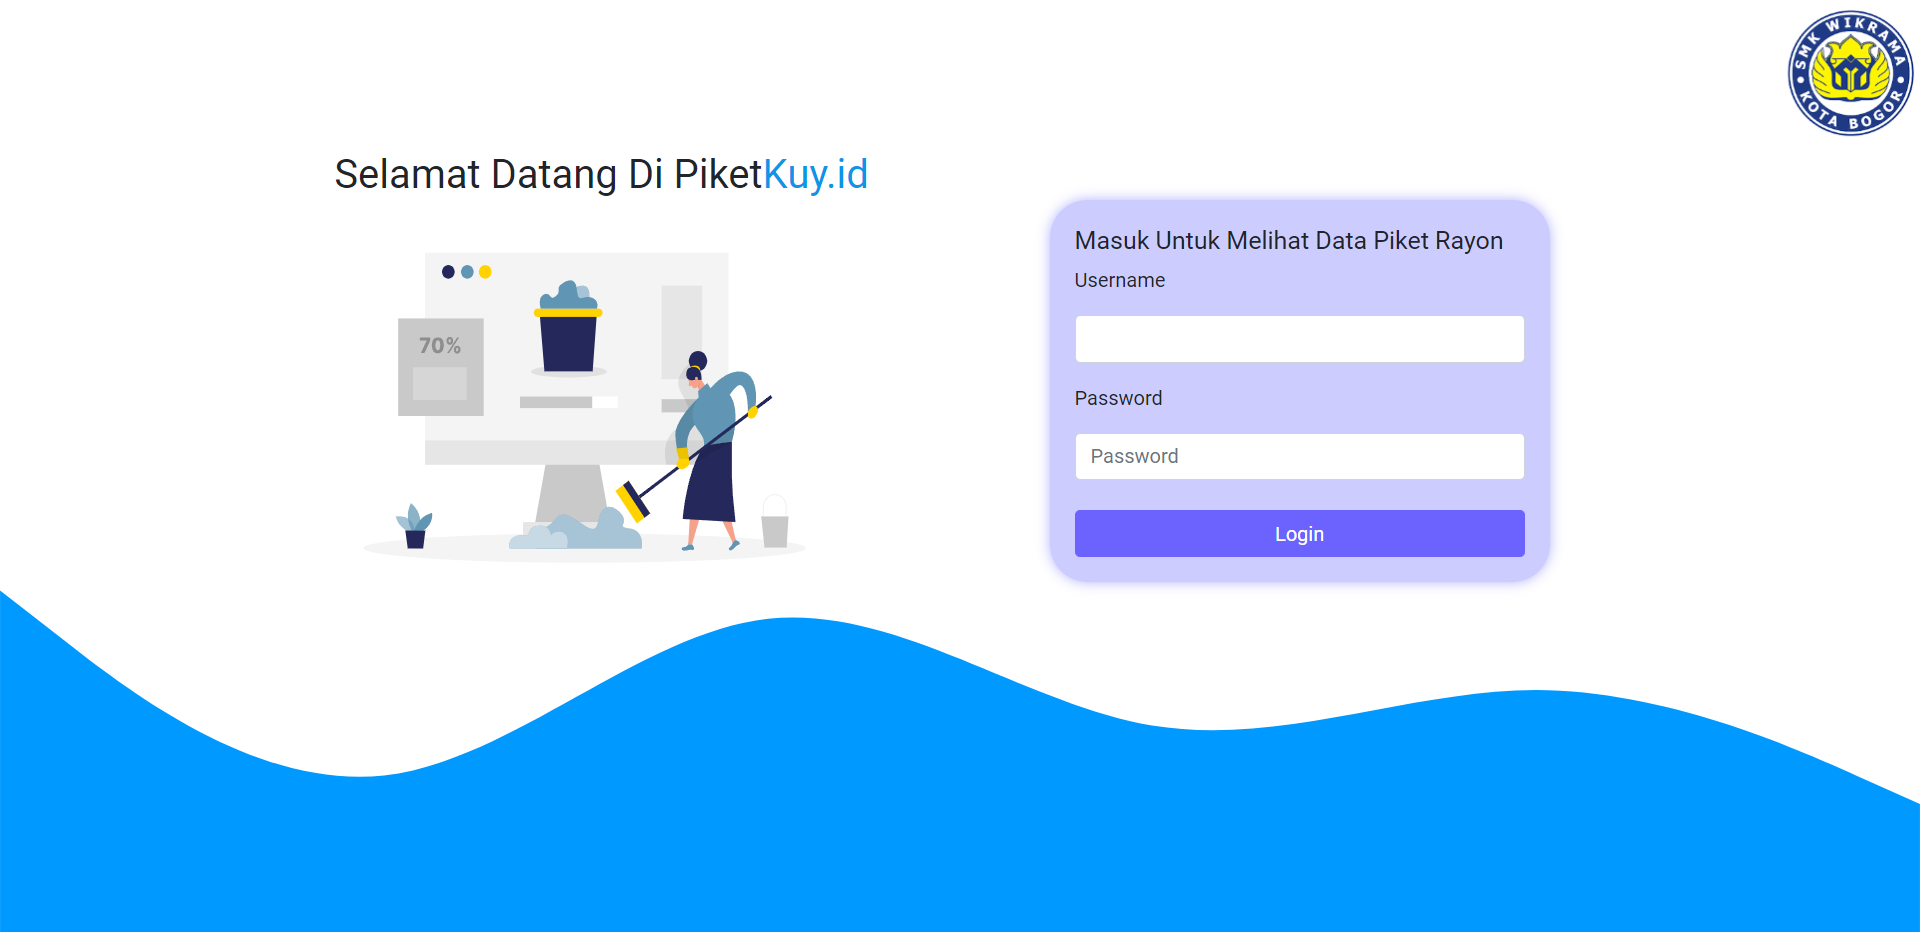 SMK WIKRAMA
KOTA BOGOR
Selamat Datang Di PiketKuy.id
70%
Masuk Untuk Melihat Data Piket Rayon
Username
Password
Password
Login